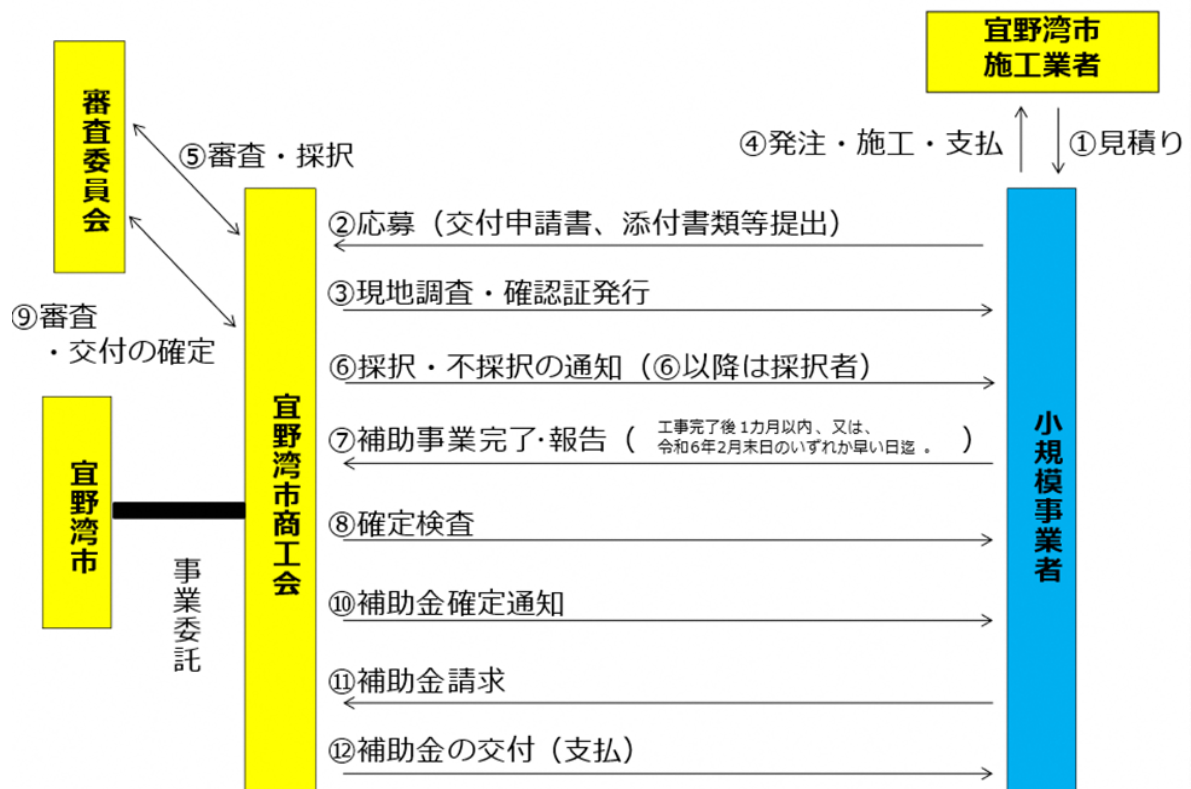 宜野湾市
施工業者
審査委員会
⑤審査・採択
④発注・施工・支払
①見積り
②応募（交付申請書、添付書類等提出）
③現地調査・確認証発行
⑨審査
・交付の確定
⑥採択・不採択の通知（⑥以降は採択者）
⑦補助事業完了･報告（ 工事完了後1カ月以内、又は、
令和6年2月末日のいずれか早い日迄 。 ）
宜野湾市
宜野湾市商工会
小規模事業者
⑧確定検査
事業委託
⑩補助金確定通知
⑪補助金請求
⑫補助金の交付（支払）